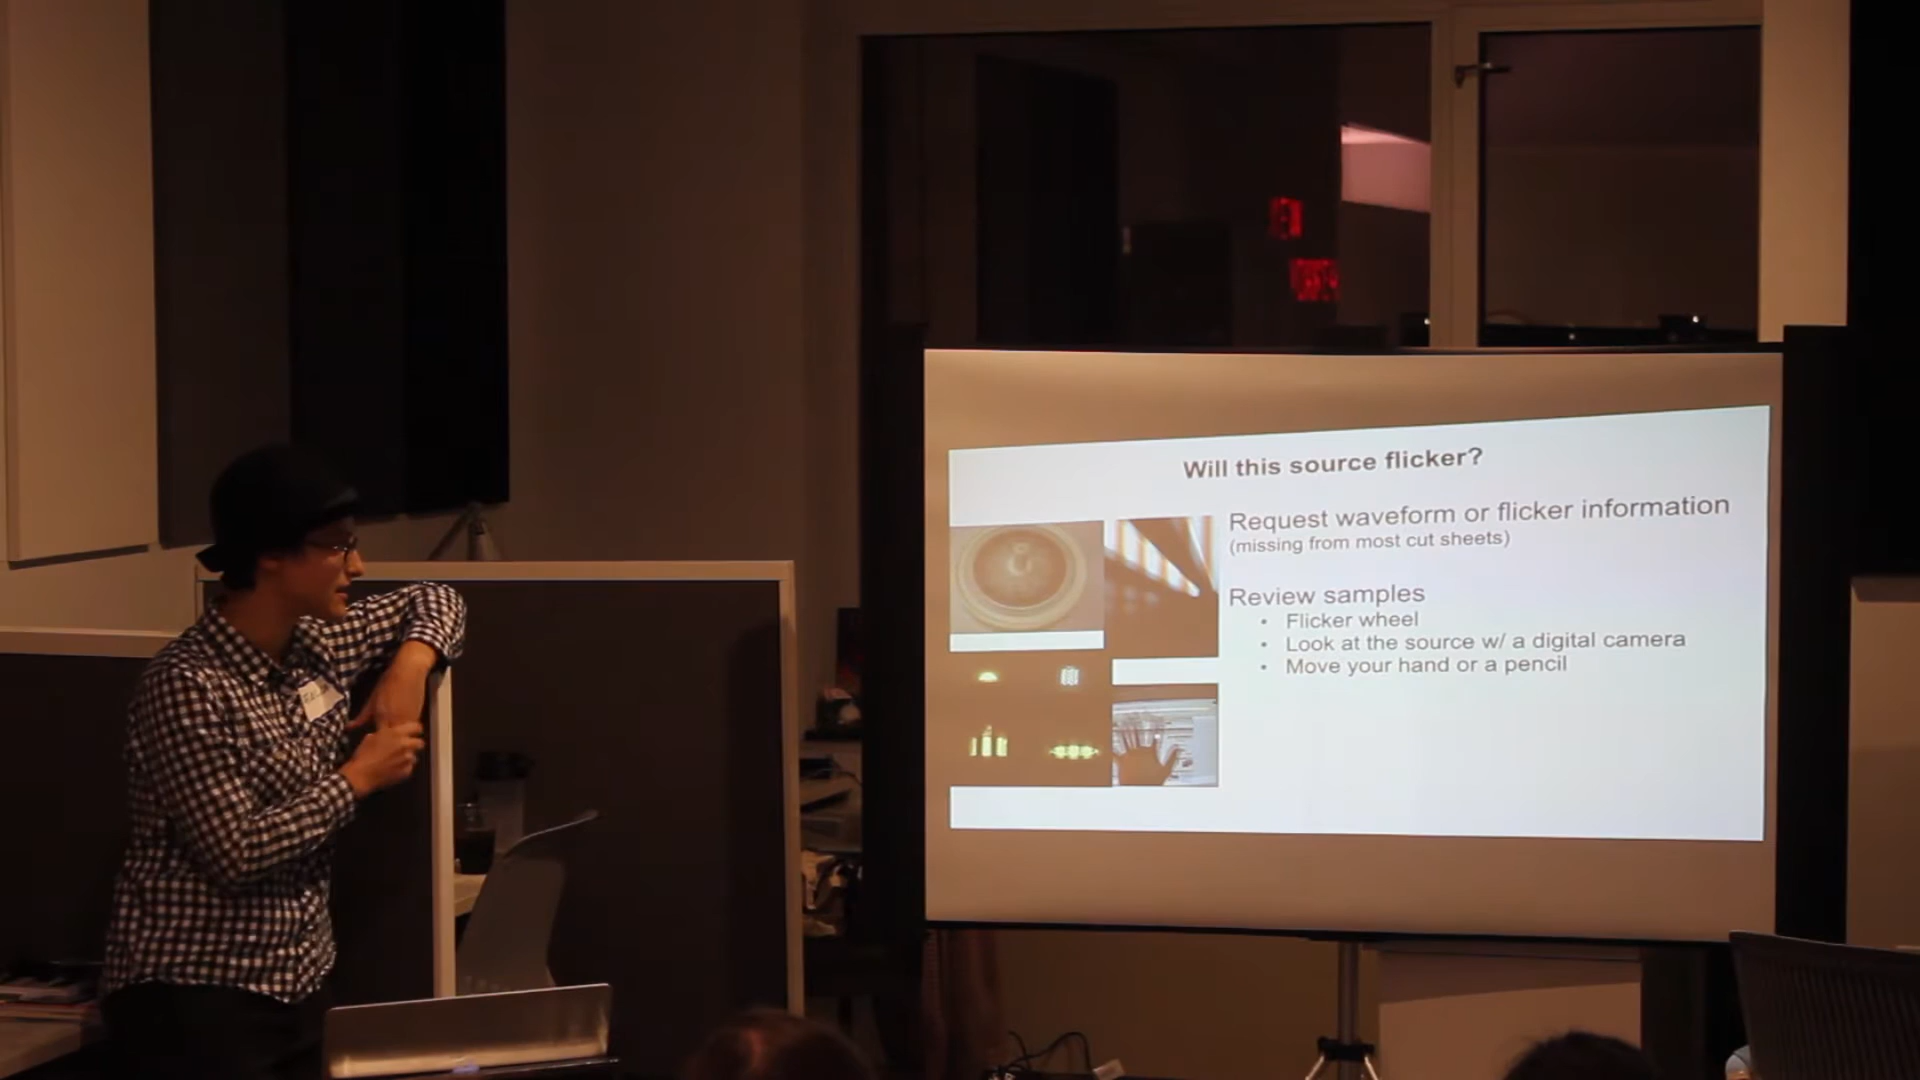 Will this source flicker?
Request waveform or flicker information
(missing from most cut sheets)
Review samples
• Flicker wheel
• Look at the source w/ a digital camera
• Move your hand or a pencil